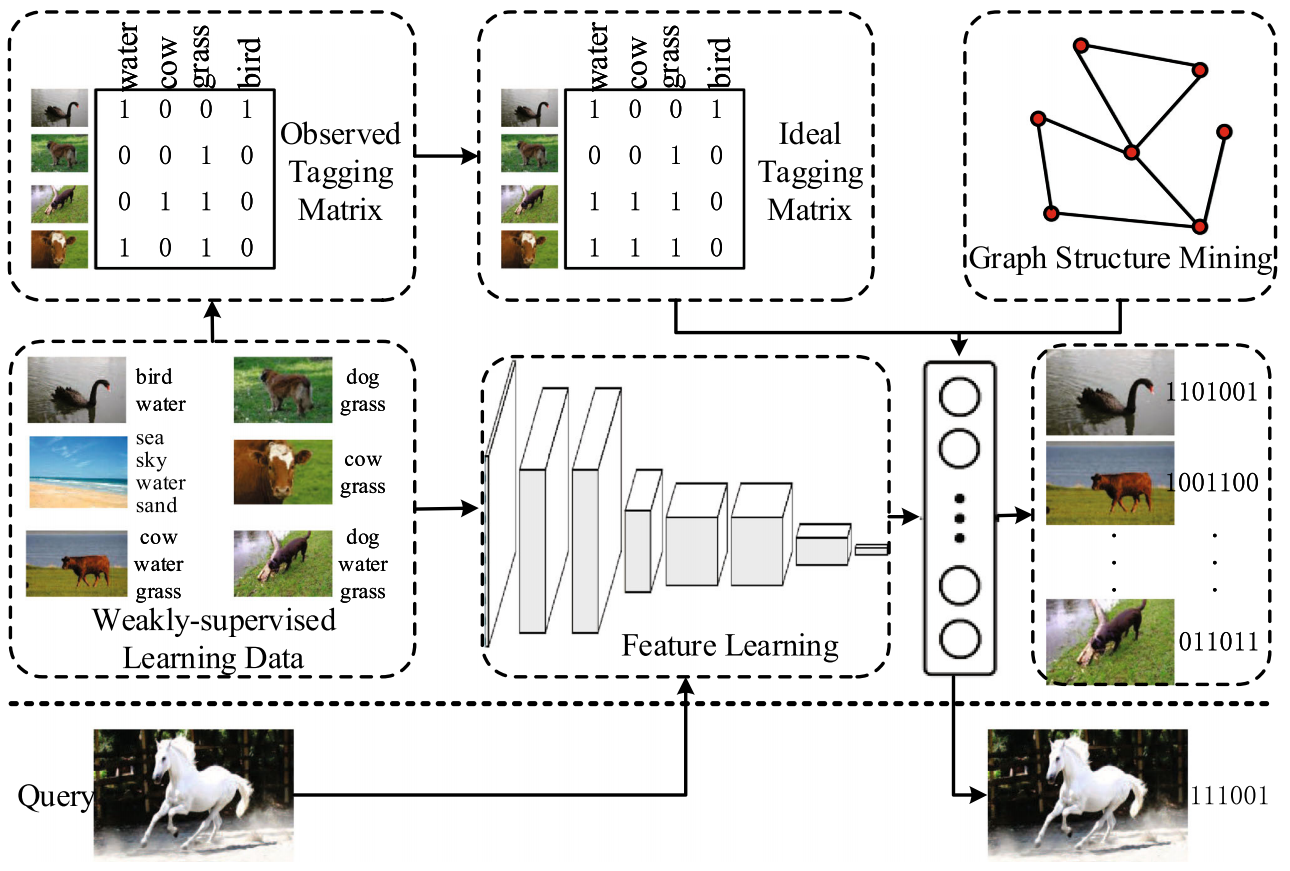 water cow grass bird
1 0 0 1
0 0 1 0
0 1 1 0
1 0 1 0
Observed
Tagging
Matrix
water cow grass bird
1 0 0 1
0 0 1 0
1 1 1 0
1 1 1 0
Ideal
Tagging
Matrix
Graph Structure Mining
bird
water
dog
grass
sea
sky
water
sand
cow
grass
cow
water
grass
dog
water
grass
Weakly-supervised
Learning Data
Feature Learning
1101001
1001100
011011
Query
111001